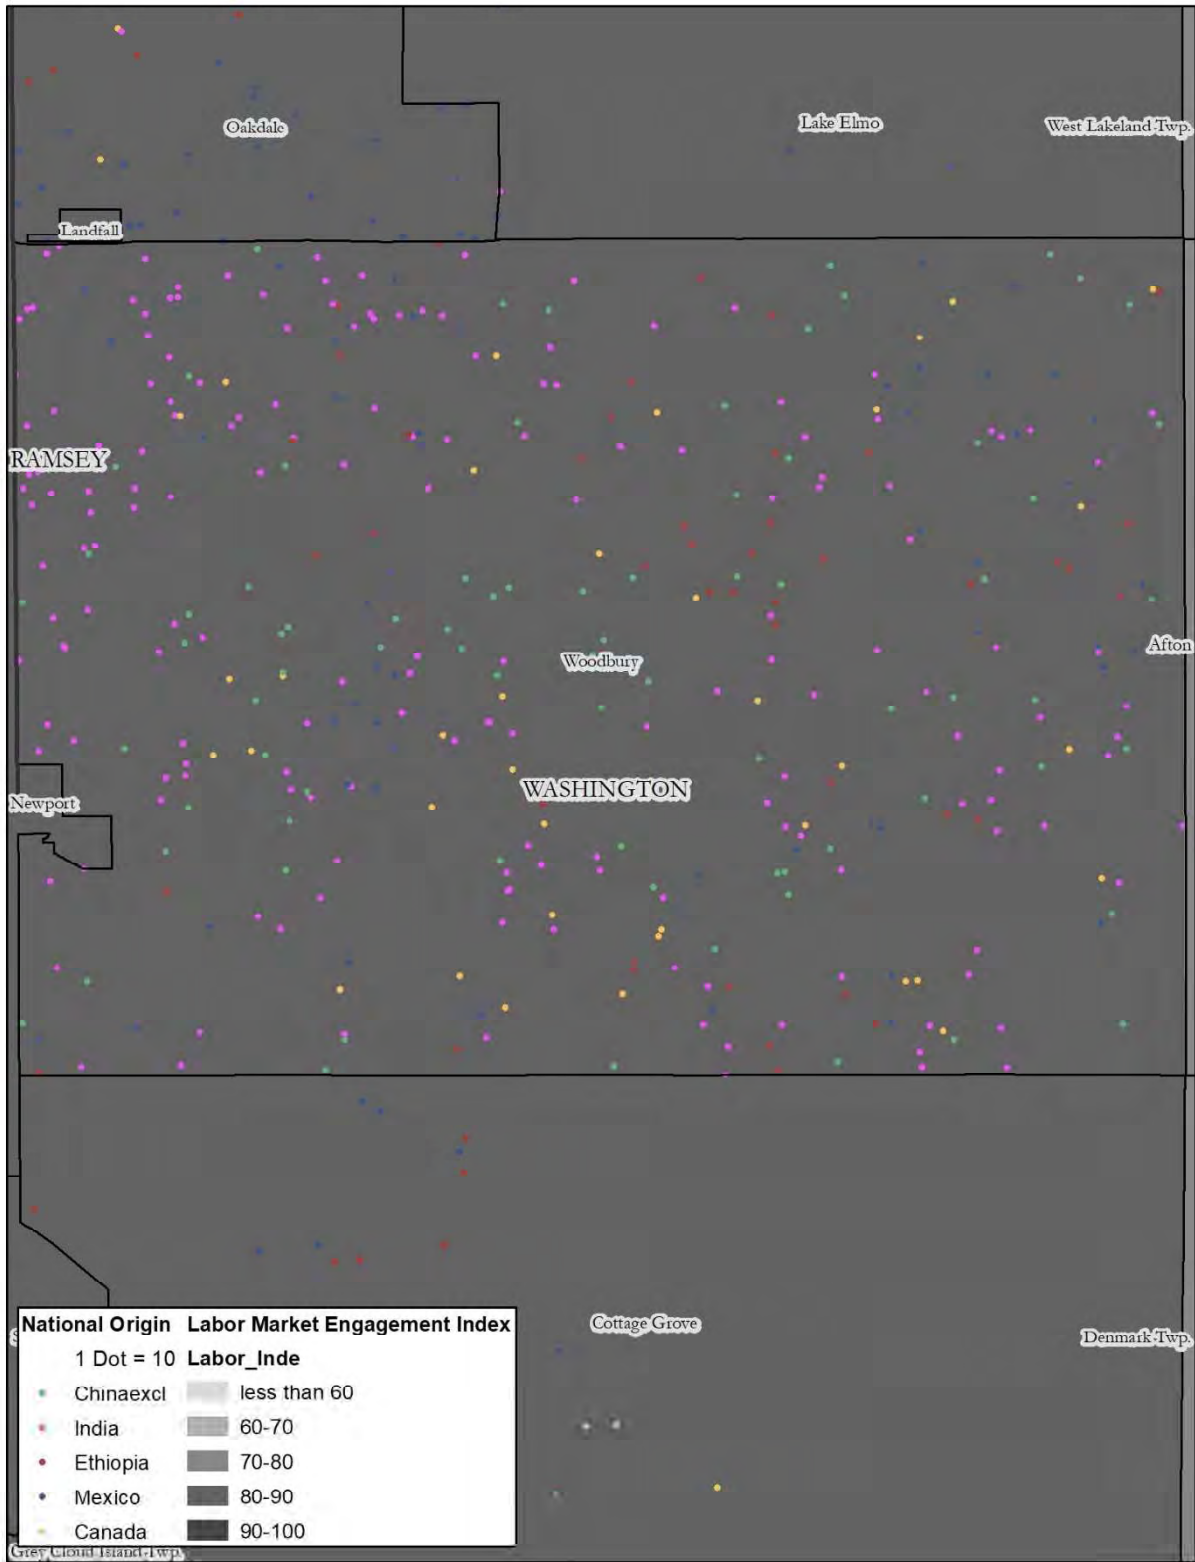 Oakdale
Lake Elmo
West Lakeland Twp.
Landfall
RAMSEY
Woodbury
Afton
WASHINGTON
Newport
Cottage Grove
Denmark Twp.
National Origin Labor Market Engagement Index
1 Dot = 10 Labor_Inde
Chinaexcl less than 60
India 60-70
Ethiopia 70-80
Mexico 80-90
Canada 90-100
Grey Cloud Island Twp.